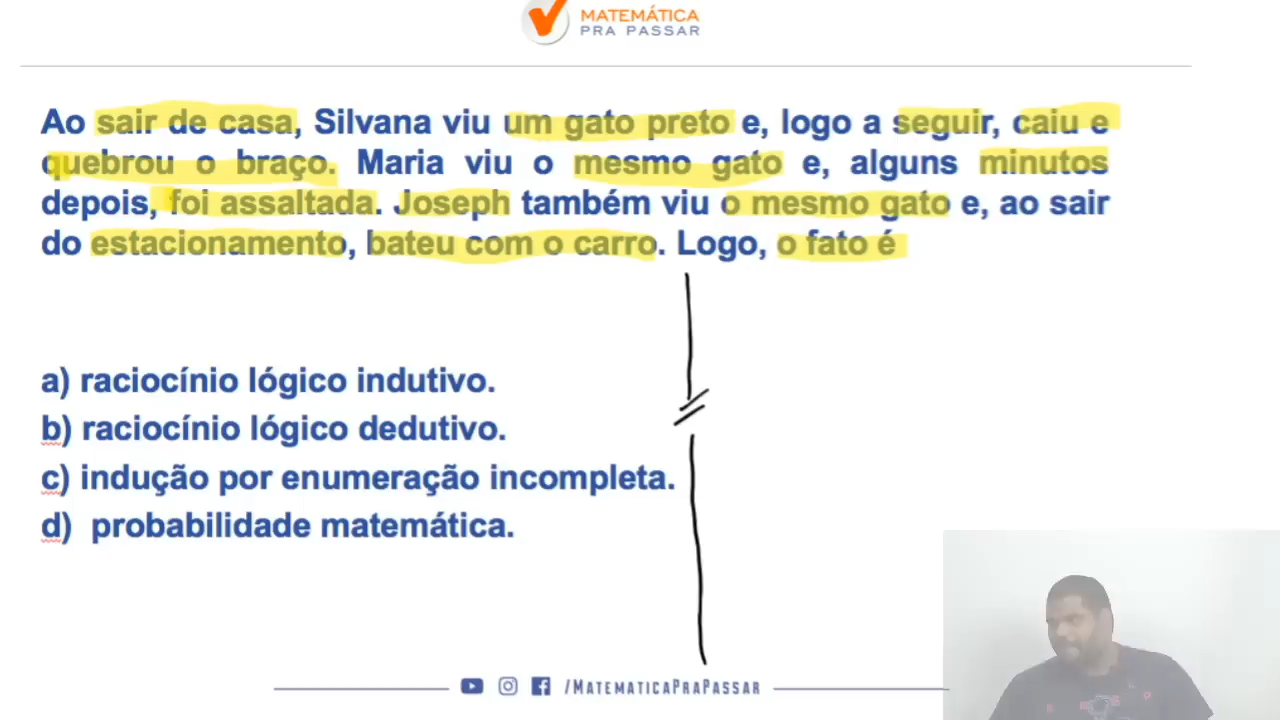 MATEMÁTICA
PRA PASSAR
Ao sair de casa, Silvana viu um gato preto e, logo a seguir, caiu e
quebrou o braço. Maria viu o mesmo gato e, alguns minutos
depois, foi assaltada. Joseph também viu o mesmo gato e, ao sair
do estacionamento, bateu com o carro. Logo, o fato é
a) raciocínio lógico indutivo.
b) raciocínio lógico dedutivo.
c) indução por enumeração incompleta.
d) probabilidade matemática.
/MATEMATICAPRAPASSAR